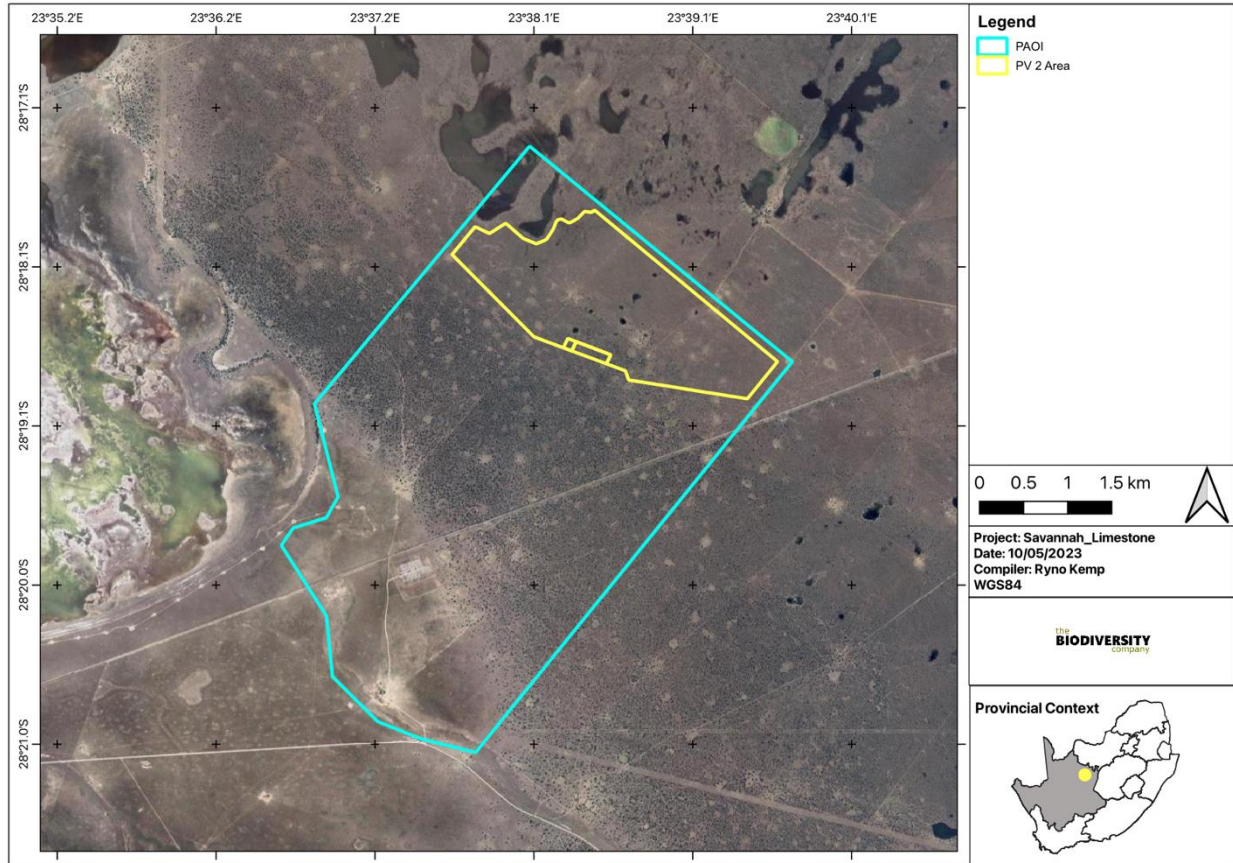 23°35.2'E 23°36.2'E 23°37.2'E 23°38.1'E 23°39.1'E 23°40.1'E
28°17.1'S
28°18.1'S
28°19.1'S
28°20.0'S
28°21.0'S
Legend
PAOI
PV 2 Area
0 0.5 1 1.5 km
Project: Savannah_Limestone
Date: 10/05/2023
Compiler: Ryno Kemp
WGS84
the
BIODIVERSITY
company
Provincial Context